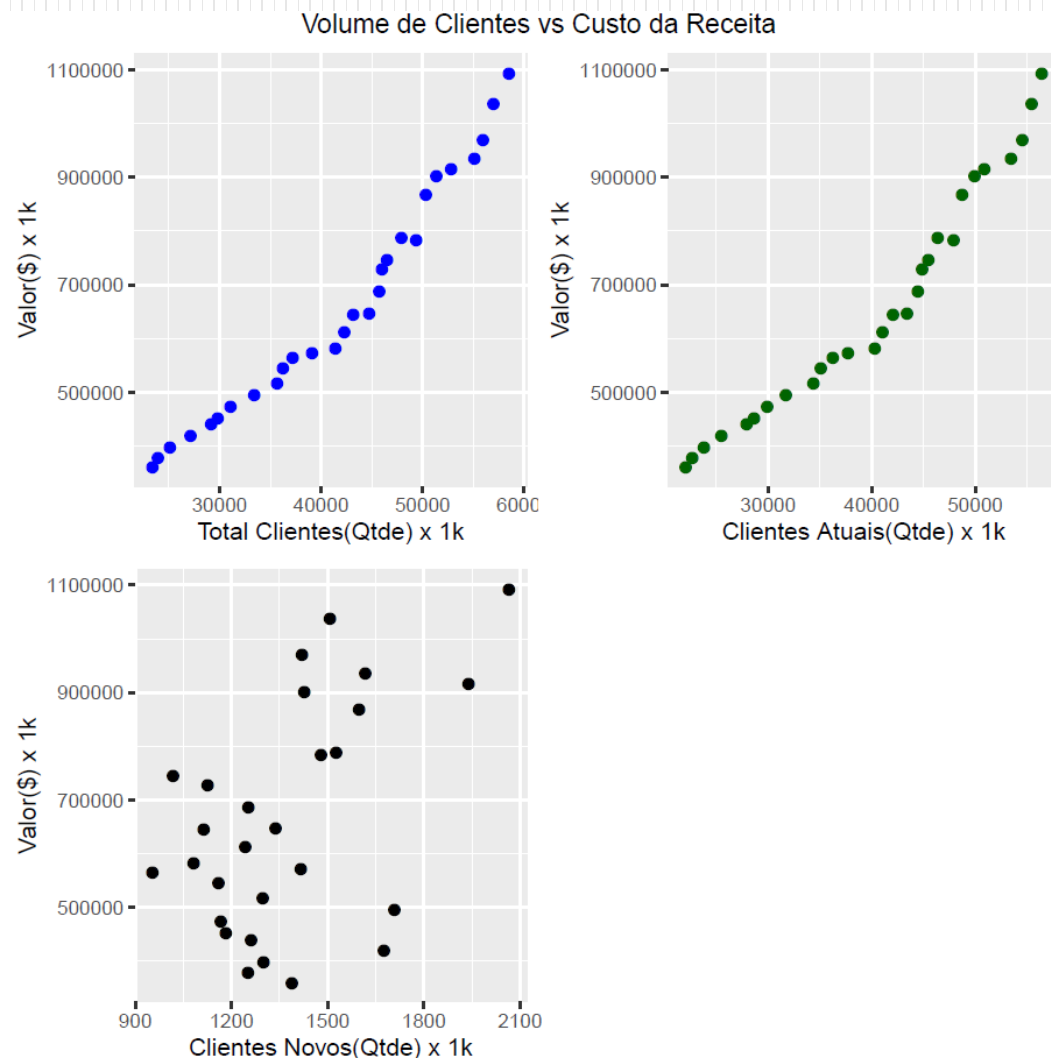 Volume de Clientes vs Custo da Receita
1100000
900000
700000
500000
Valor($) x 1k
30000 40000 50000 6000
Total Clientes(Qtde) x 1k
1100000
900000
700000
500000
Valor($) x 1k
30000 40000 50000
Clientes Atuais(Qtde) x 1k
1100000
900000
700000
500000
Valor($) x 1k
900 1200 1500 1800 2100
Clientes Novos(Qtde) x 1k